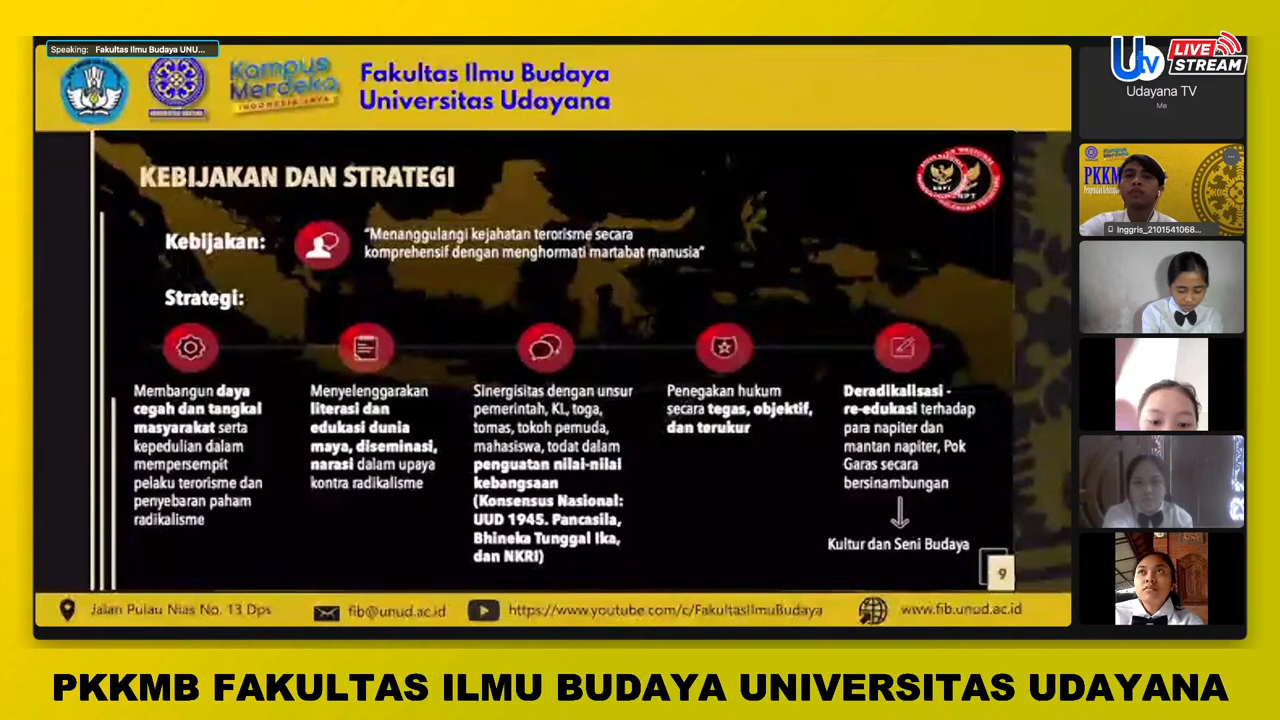 Speaking: Fakultas Ilmu Budaya UNU...
Kampus
Merdeka
INDONESIA JAYA
Fakultas Ilmu Budaya
Universitas Udayana
U tv LIVE
STREAM
Udayana TV
Me
KEBIJAKAN DAN STRATEGI
Kebijakan:
“Menanggulangi kejahatan terorisme secara
komprehensif dengan menghormati martabat manusia”
Strategi:
Membangun daya
cegah dan tangkal
masyarakat serta
kepedulian dalam
mempersempit
pelaku terorisme dan
penyebaran paham
radikalisme
Menyelenggarakan
literasi dan
edukasi dunia
maya, diseminasi,
narasi dalam upaya
kontra radikalisme
Sinergisitas dengan unsur
pemerintah, KL, toga,
tomas, tokoh pemuda,
mahasiswa, todat dalam
penguatan nilai-nilai
kebangsaan
(Konsensus Nasional:
UUD 1945. Pancasila,
Bhineka Tunggal Ika,
dan NKRI)
Penegakan hukum
secara tegas, objektif,
dan terukur
Deradikalisasi -
re-edukasi terhadap
para napiter dan
mantan napiter, Pok
Garas secara
bersinambungan
Kultur dan Seni Budaya
9
Jalan Pulau Nias No. 13 Dps
fib@unud.ac.id
https://www.youtube.com/c/FakultasIlmuBudaya
www.fib.unud.ac.id
Inggris_2101541068...
PKKMB FAKULTAS ILMU BUDAYA UNIVERSITAS UDAYANA